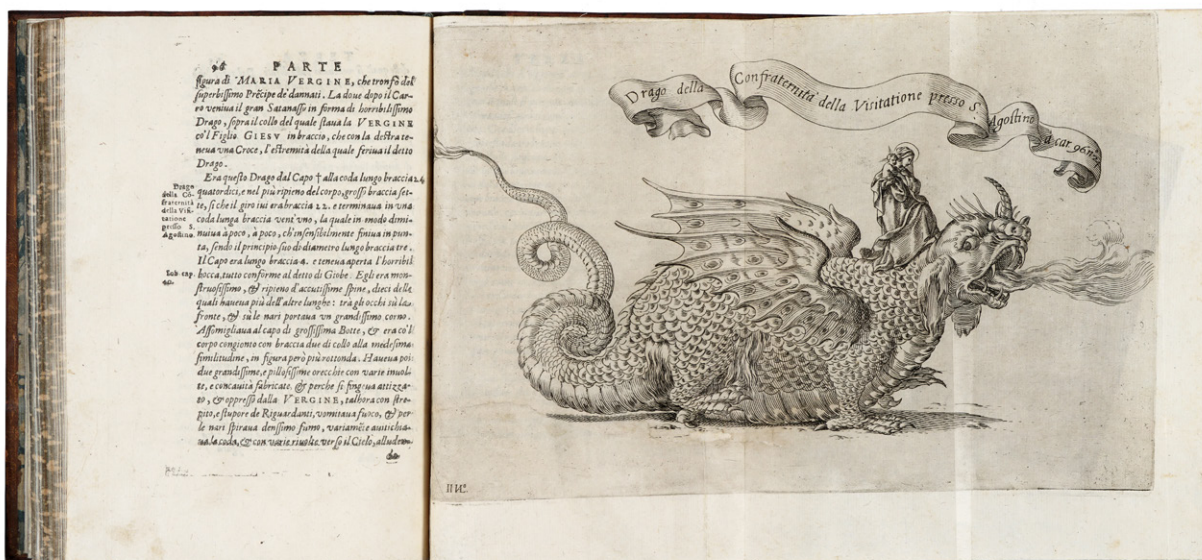 96 PARTE
figura di MARIA VERGINE, che tronfò del
superbissimo Prẽcipe de' dannati. La doue dopo il Car-
ro veniua il gran Satanasso in forma di horribilissimo
Drago, sopra il collo del quale staua la VERGINE
co'l Figlio GIESV in braccio, che con la destra te-
neua vna Croce, l'estremità della quale feriua il detto
Drago.
Era questo Drago dal Capo † alla coda lungo braccia 24
quatordici, e nel più ripieno del corpo, grosso braccia set-
te, sì che il giro iui era braccia 22. e terminaua in vna
coda lunga braccia vent'vno, la quale in modo dimi-
nuiua à poco, à poco, ch'insensibilmente finiua in pun-
ta, sendo il principio suo do diametro lungo braccia tre.
Il Capo era lungo braccia 4. e teneua aperta l'horribil
bocca, tutto conforme al detto di Giobe. Egli era mon-
struosissimo, & ripieno d'accutissime spine, dieci delle
quali haueua più dell'altre lunghe: trà gli occhi sù la
fronte, & sù le nari portaua vn grandissimo corno.
Assomigliaua al capo di grossissima Botte, & era co'l
corpo congionto con braccia due di collo alla medesima
similitudine, in figura però più rottonda. Haueua poi
due grandissime, e pillosissime orecchie con varie inuol-
te, e concauità fabricate. & perche si fingeua attizza-
to, & oppresso dalla VERGINE, talhora con stre-
pito, e stupore de Riguardanti, vomitaua fuoco, & per
le nari spiraua denssimo fumo, variamẽte auitichia-
ua la coda, & con varie riuolte verso il Cielo, alluden-
do
Drago
della Cõ-
fraternità
della Visi-
tatione
presso S.
Agostino.
Iob. cap.
40.
Drago della Confraternità della Visitatione presso S. Agostino à car. 96. n. 24
II N.°